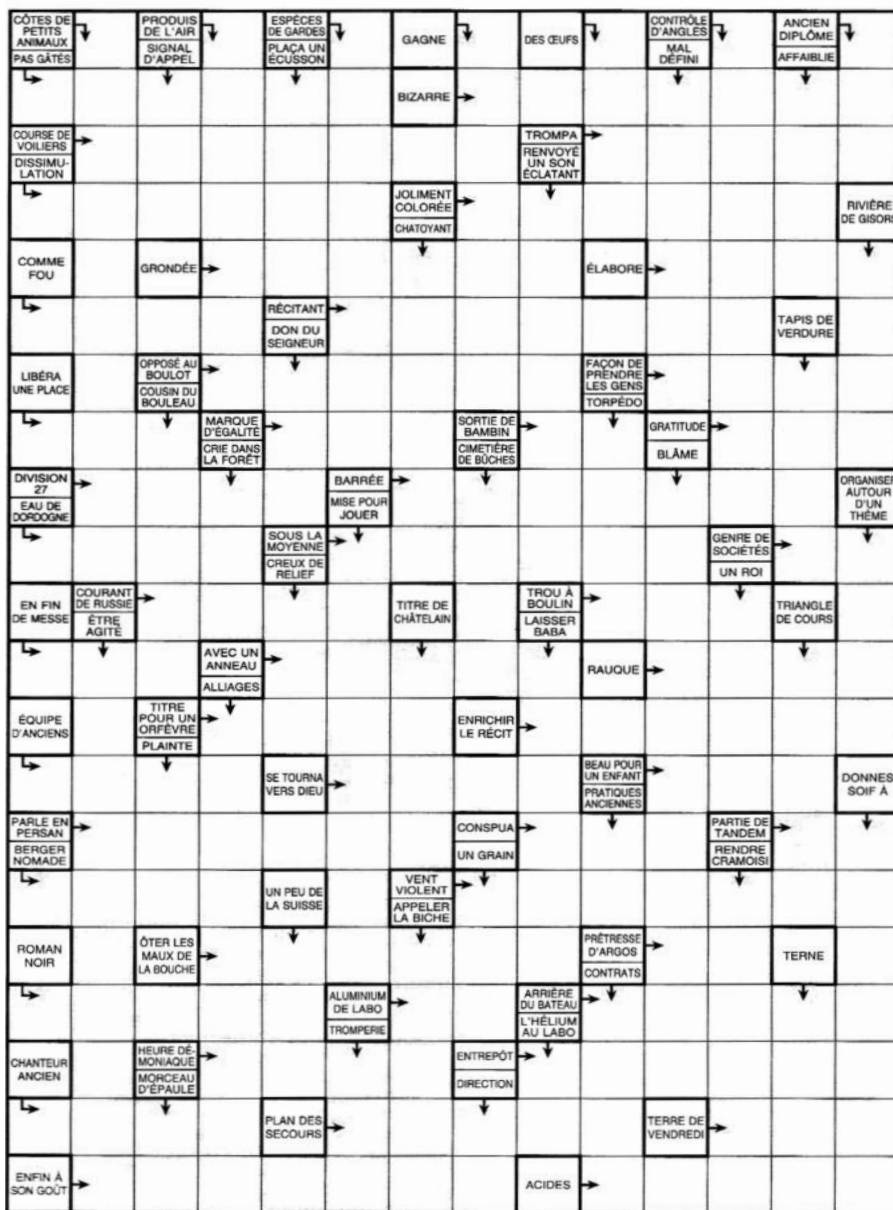 CÔTES DE
PETITS
ANIMAUX
PAS GÂTÉS
PRODUIS
DE L'AIR
SIGNAL
D'APPEL
ESPÈCES
DE GARDES
PLAÇA UN
ÉCUSSON
GAGNE
DES ŒUFS
CONTRÔLE
D'ANGLES
MAL
DÉFINI
ANCIEN
DIPLÔME
AFFAIBLIE
BIZARRE
COURSE DE
VOILIERS
DISSIMU-
LATION
TROMPA
RENVOYÉ
UN SON
ÉCLATANT
JOLIMENT
COLORÉE
CHATOYANT
RIVIÈRE
DE GISORS
COMME
FOU
GRONDÉE
ÉLABORE
RÉCITANT
DON DU
SEIGNEUR
TAPIS DE
VERDURE
LIBÉRA
UNE PLACE
OPPOSÉ AU
BOULOT
COUSIN DU
BOULEAU
FAÇON DE
PRENDRE
LES GENS
TORPÉDO
MARQUE
D'ÉGALITÉ
CRIE DANS
LA FORÊT
SORTIE DE
BAMBIN
CIMETIÈRE
DE BÛCHES
GRATITUDE
BLÂME
DIVISION
27
EAU DE
DORDOGNE
BARRÉE
MISE POUR
JOUER
ORGANISER
AUTOUR
D'UN
THÈME
SOUS LA
MOYENNE
CREUX DE
RELIEF
GENRE DE
SOCIÉTÉS
UN ROI
EN FIN
DE MESSE
COURANT
DE RUSSIE
ÊTRE
AGITÉ
TITRE DE
CHÂTELAIN
TROU À
BOULIN
LAISSER
BABA
TRIANGLE
DE COURS
AVEC UN
ANNEAU
ALLIAGES
RAUQUE
ÉQUIPE
D'ANCIENS
TITRE
POUR UN
ORFÈVRE
PLAINTE
ENRICHIR
LE RÉCIT
SE TOURNA
VERS DIEU
BEAU POUR
UN ENFANT
PRATIQUES
ANCIENNES
DONNES
SOIF À
PARLE EN
PERSAN
BERGER
NOMADE
CONSPUA
UN GRAIN
PARTIE DE
TANDEM
RENDRE
CRAMOISI
UN PEU DE
LA SUISSE
VENT
VIOLENT
APPELER
LA BICHE
ROMAN
NOIR
ÔTER LES
MAUX DE
LA BOUCHE
PRÊTRESSE
D'ARGOS
CONTRATS
TERNE
ALUMINIUM
DE LABO
TROMPERIE
ARRIÈRE
DU BATEAU
L'HÉLIUM
AU LABO
CHANTEUR
ANCIEN
HEURE DÉ-
MONIAQUE
MORCEAU
D'ÉPAULE
ENTREPÔT
DIRECTION
PLAN DES
SECOURS
TERRE DE
VENDREDI
ENFIN À
SON GOÛT
ACIDES